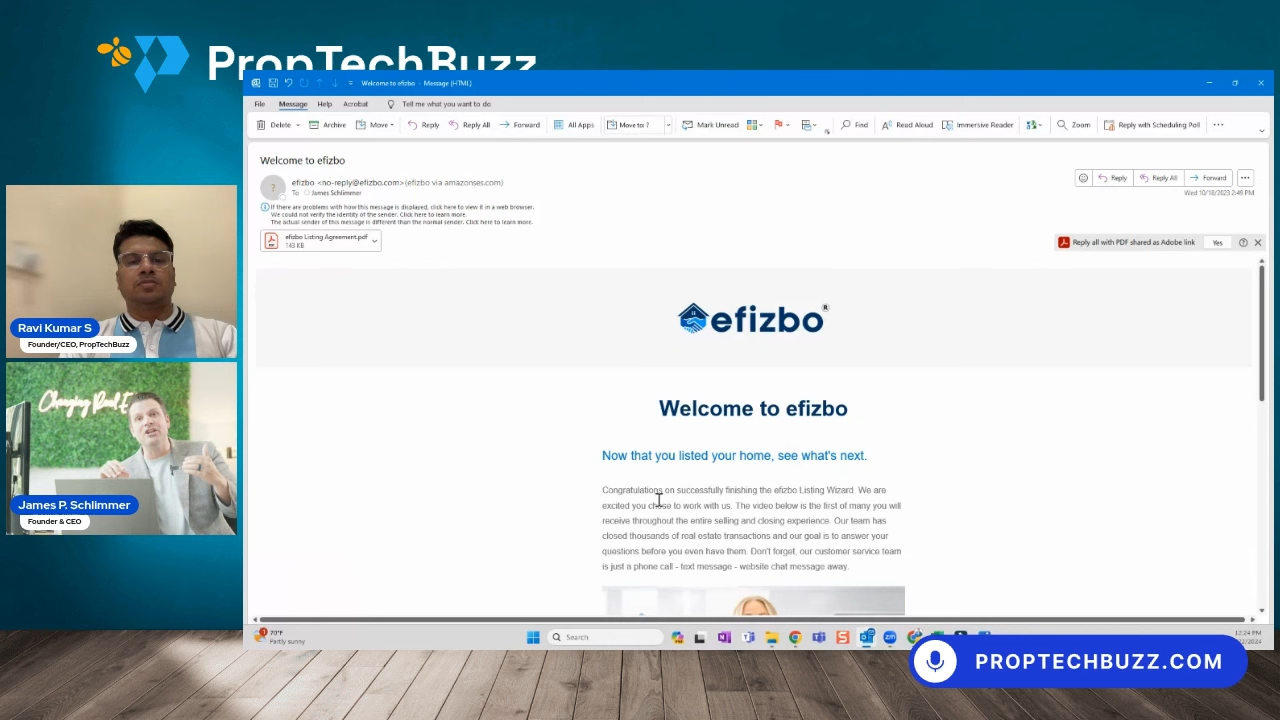 PropTechBuzz
Welcome to efizbo - Message (HTML)
File Message Help Acrobat Tell me what you want to do
Delete Archive Move Reply Reply All Forward All Apps Move to: ? Mark Unread Find Read Aloud Immersive Reader Zoom Reply with Scheduling Poll
Welcome to efizbo
efizbo <no-reply@efizbo.com>(efizbo via amazonses.com)
To James Schlimmer
Reply Reply All Forward
Wed 10/18/2023 2:49 PM
If there are problems with how this message is displayed, click here to view it in a web browser.
We could not verify the identity of the sender. Click here to learn more.
The actual sender of this message is different than the normal sender. Click here to learn more.
efizbo Listing Agreement.pdf
143 KB
Reply all with PDF shared as Adobe link Yes
efizbo®
Welcome to efizbo
Now that you listed your home, see what's next.
Congratulations on successfully finishing the efizbo Listing Wizard. We are
excited you chose to work with us. The video below is the first of many you will
receive throughout the entire selling and closing experience. Our team has
closed thousands of real estate transactions and our goal is to answer your
questions before you even have them. Don't forget, our customer service team
is just a phone call - text message - website chat message away.
Ravi Kumar S
Founder/CEO, PropTechBuzz
Changing Real E
James P. Schlimmer
Founder & CEO
70°F
Partly sunny
Search
12:24 PM
PROPTECHBUZZ.COM